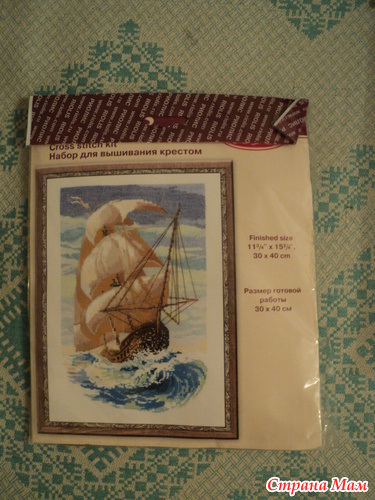 Cross stitch kit
Набор для вышивания крестом
Finished size
11¾" x 15¾",
30 x 40 cm
Размер готовой
работы
30 x 40 см
Страна Мам